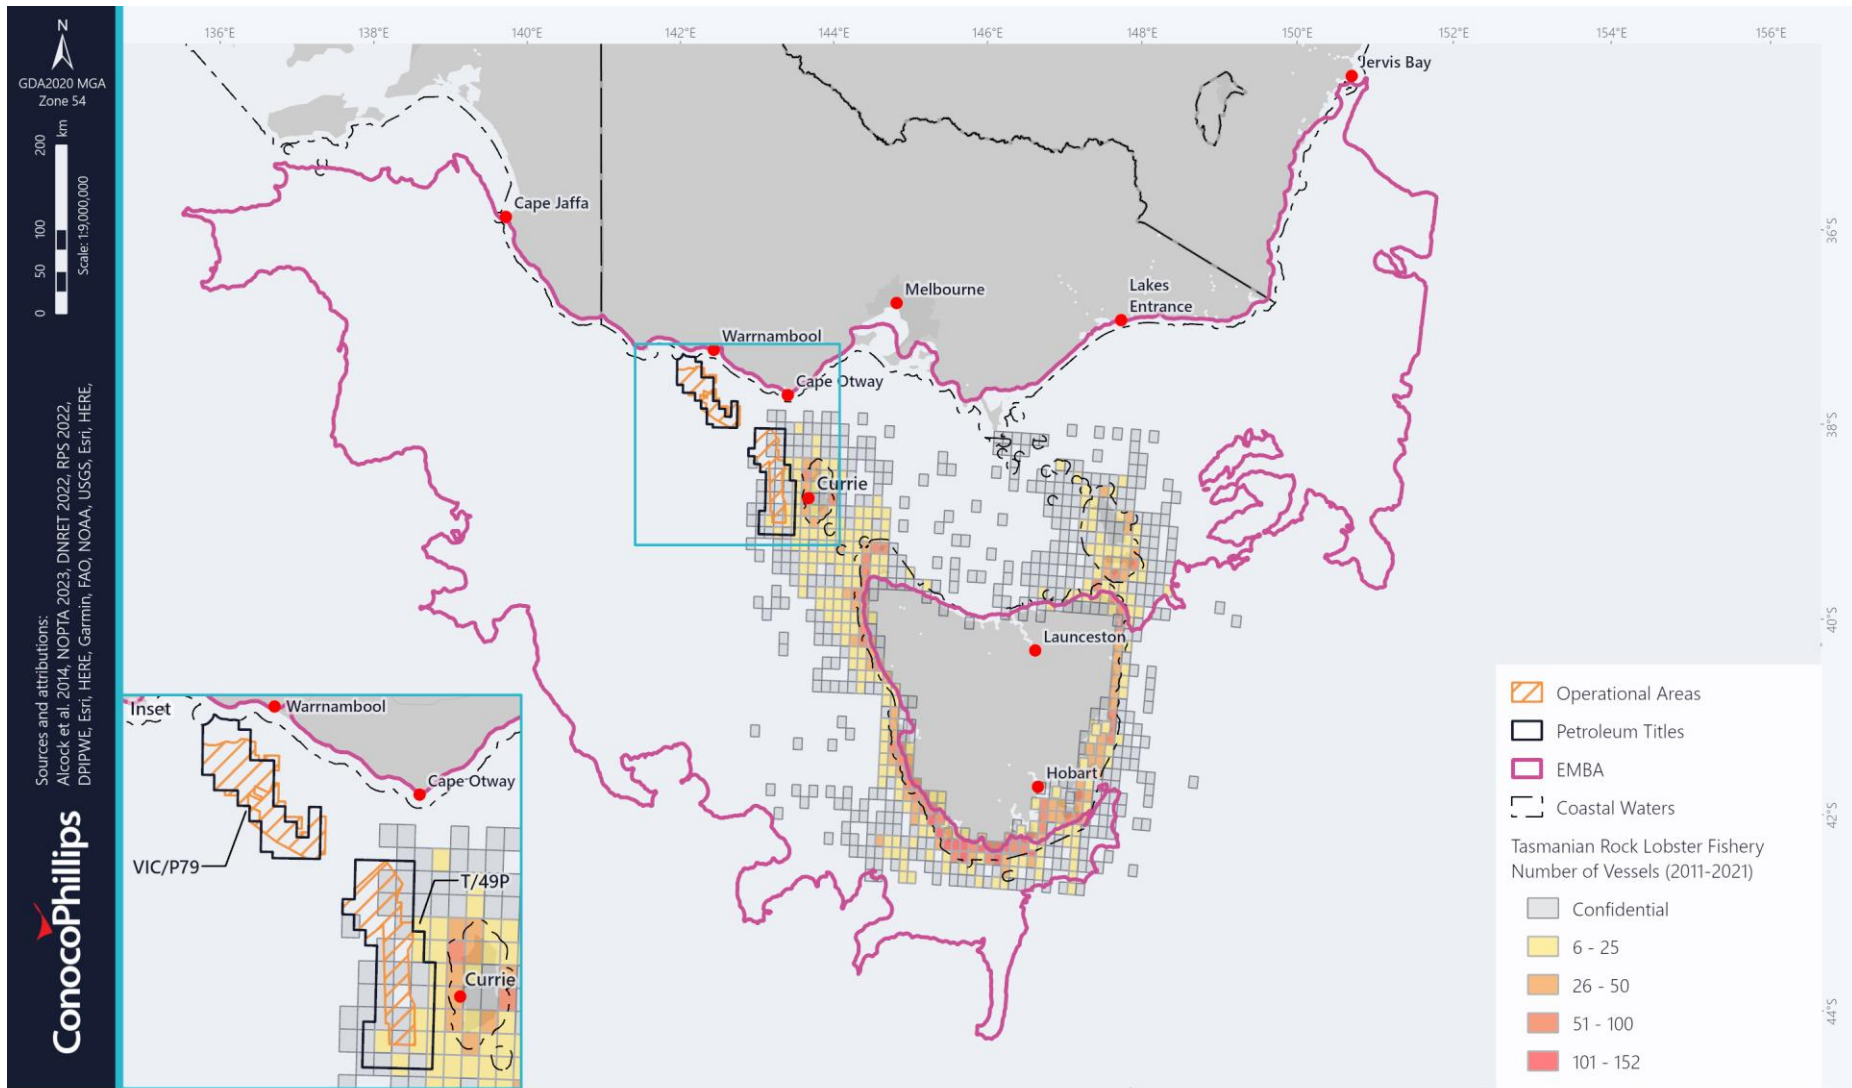 N
GDA2020 MGA
Zone 54
0 50 100 200 km
Scale: 1:9,000,000
Sources and attributions:
Alcock et al. 2014, NOPTA 2023, DNRET 2022, RPS 2022,
DPIPWE, Esri, HERE, Garmin, FAO, NOAA, USGS, Esri, HERE,
ConocoPhillips
136°E 138°E 140°E 142°E 144°E 146°E 148°E 150°E 152°E 154°E 156°E
Jervis Bay
Cape Jaffa
36°S
Melbourne
Lakes
Entrance
Warrnambool
Cape Otway
38°S
Currie
40°S
Launceston
Hobart
42°S
44°S
Inset
Warrnambool
Cape Otway
VIC/P79
T/49P
Currie
Operational Areas
Petroleum Titles
EMBA
Coastal Waters
Tasmanian Rock Lobster Fishery
Number of Vessels (2011-2021)
Confidential
6 - 25
26 - 50
51 - 100
101 - 152